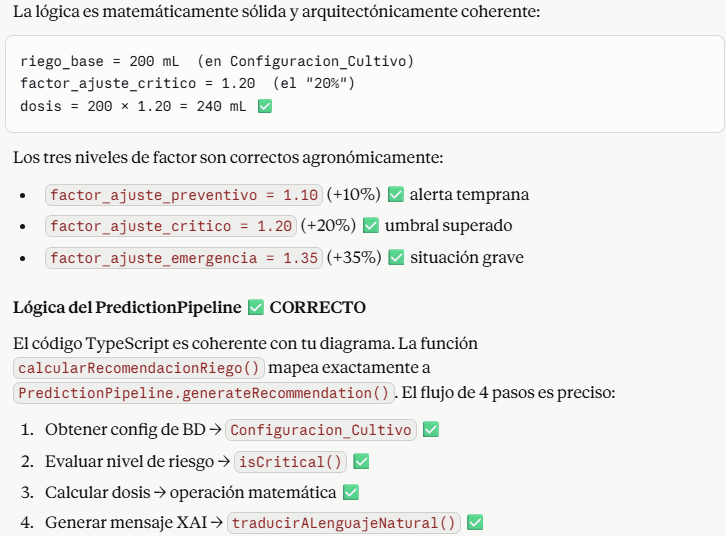 La lógica es matemáticamente sólida y arquitectónicamente coherente:
riego_base = 200 mL  (en Configuracion_Cultivo)
factor_ajuste_critico = 1.20  (el "20%")
dosis = 200 × 1.20 = 240 mL ✅
Los tres niveles de factor son correctos agronómicamente:
• factor_ajuste_preventivo = 1.10 (+10%) ✅ alerta temprana
• factor_ajuste_critico = 1.20 (+20%) ✅ umbral superado
• factor_ajuste_emergencia = 1.35 (+35%) ✅ situación grave
Lógica del PredictionPipeline ✅ CORRECTO
El código TypeScript es coherente con tu diagrama. La función
calcularRecomendacionRiego() mapea exactamente a
PredictionPipeline.generateRecommendation(). El flujo de 4 pasos es preciso:
1. Obtener config de BD → Configuracion_Cultivo ✅
2. Evaluar nivel de riesgo → isCritical() ✅
3. Calcular dosis → operación matemática ✅
4. Generar mensaje XAI → traducirALenguajeNatural() ✅